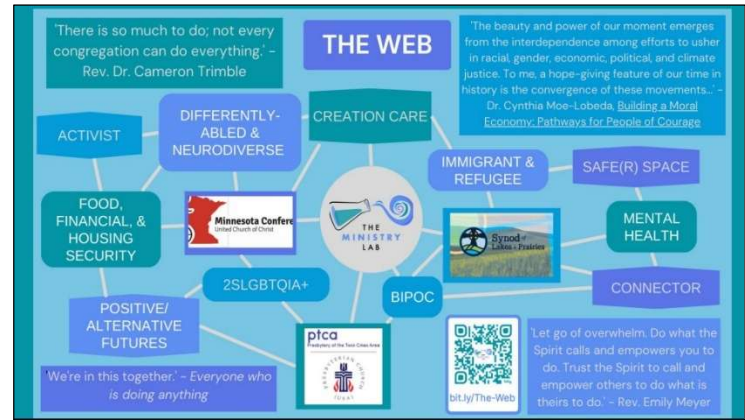 'There is so much to do; not every
congregation can do everything.' -
Rev. Dr. Cameron Trimble
THE WEB
'The beauty and power of our moment emerges
from the interdependence among efforts to usher
in racial, gender, economic, political, and climate
justice. To me, a hope-giving feature of our time in
history is the convergence of these movements...' -
Dr. Cynthia Moe-Lobeda, Building a Moral
Economy: Pathways for People of Courage
ACTIVIST
DIFFERENTLY-
ABLED &
NEURODIVERSE
CREATION CARE
IMMIGRANT &
REFUGEE
SAFE(R) SPACE
FOOD,
FINANCIAL, &
HOUSING
SECURITY
Minnesota Confere
United Church of Christ
THE
MINISTRY
LAB
Synod of
Lakes & Prairies
MENTAL
HEALTH
2SLGBTQIA+
BIPOC
CONNECTOR
POSITIVE/
ALTERNATIVE
FUTURES
ptca
Presbytery of the Twin Cities Area
PRESBYTERIAN CHURCH
(USA)
bit.ly/The-Web
'We're in this together.' - Everyone who
is doing anything
'Let go of overwhelm. Do what the
Spirit calls and empowers you to
do. Trust the Spirit to call and
empower others to do what is
theirs to do.' - Rev. Emily Meyer